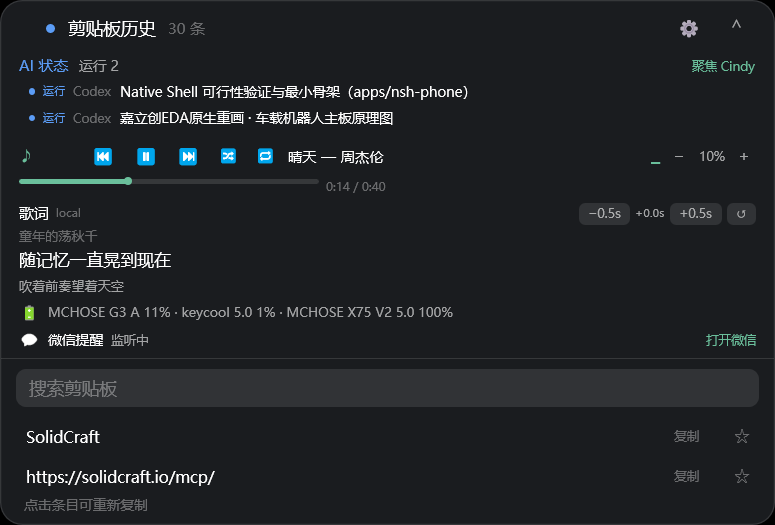 剪贴板历史 30 条
AI 状态 运行 2 聚焦 Cindy
运行 Codex Native Shell 可行性验证与最小骨架（apps/nsh-phone）
运行 Codex 嘉立创EDA原生重画 · 车载机器人主板原理图
晴天 — 周杰伦 − 10% +
0:14 / 0:40
歌词 local −0.5s +0.0s +0.5s
童年的荡秋千
随记忆一直晃到现在
吹着前奏望着天空
MCHOSE G3 A 11% · keycool 5.0 1% · MCHOSE X75 V2 5.0 100%
微信提醒 监听中 打开微信
搜索剪贴板
SolidCraft 复制
https://solidcraft.io/mcp/ 复制
点击条目可重新复制